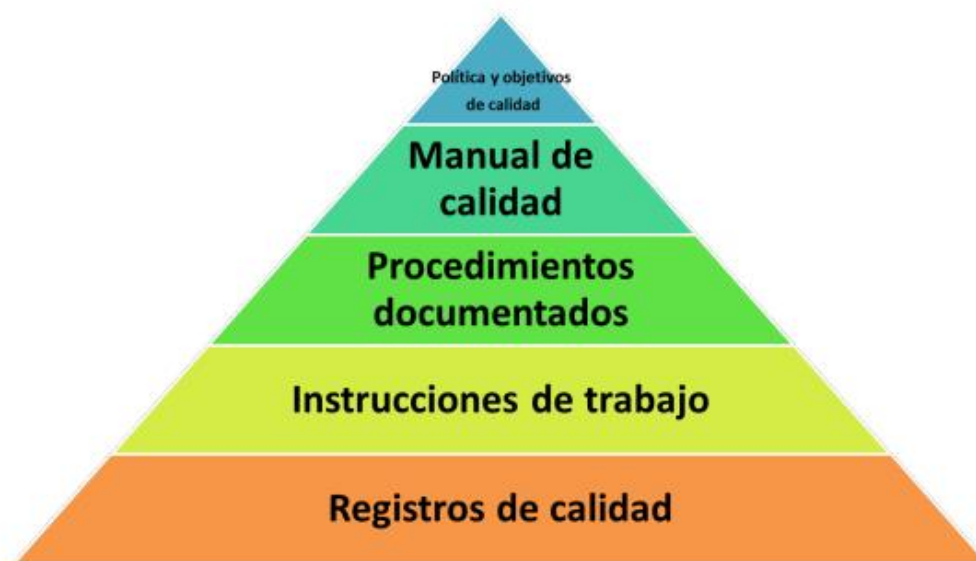 Política y objetivos
de calidad
Manual de
calidad
Procedimientos
documentados
Instrucciones de trabajo
Registros de calidad